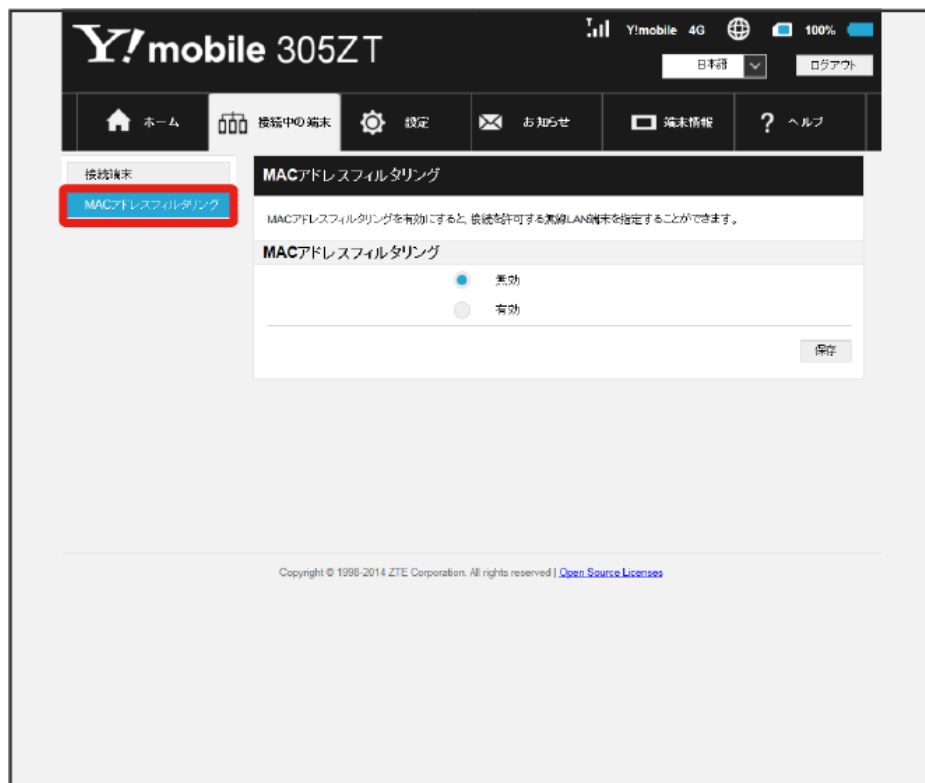 Y!mobile 305ZT
Y!mobile 4G 100%
日本語 ログアウト
ホーム 接続中の端末 設定 お知らせ 端末情報 ? ヘルプ
接続端末
MACアドレスフィルタリング
MACアドレスフィルタリング
MACアドレスフィルタリングを有効にすると、接続を許可する無線LAN端末を指定することができます。
MACアドレスフィルタリング
無効
有効
保存
Copyright © 1998-2014 ZTE Corporation. All rights reserved | Open Source Licenses